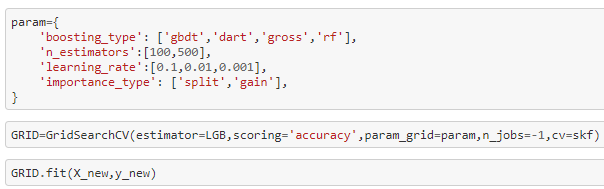 param={
    'boosting_type': ['gbdt','dart','gross','rf'],
    'n_estimators':[100,500],
    'learning_rate':[0.1,0.01,0.001],
    'importance_type': ['split','gain'],
}
GRID=GridSearchCV(estimator=LGB,scoring='accuracy',param_grid=param,n_jobs=-1,cv=skf)
GRID.fit(X_new,y_new)